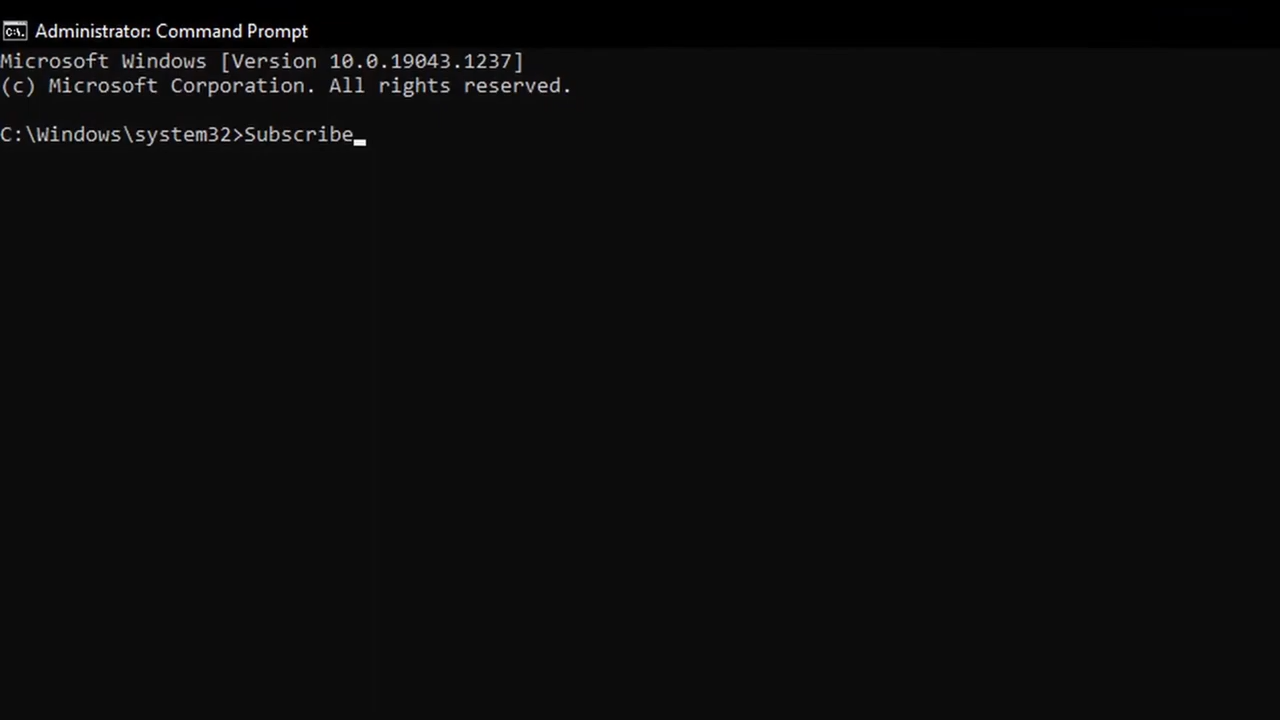 Administrator: Command Prompt
Microsoft Windows [Version 10.0.19043.1237]
(c) Microsoft Corporation. All rights reserved.
C:\Windows\system32>Subscribe